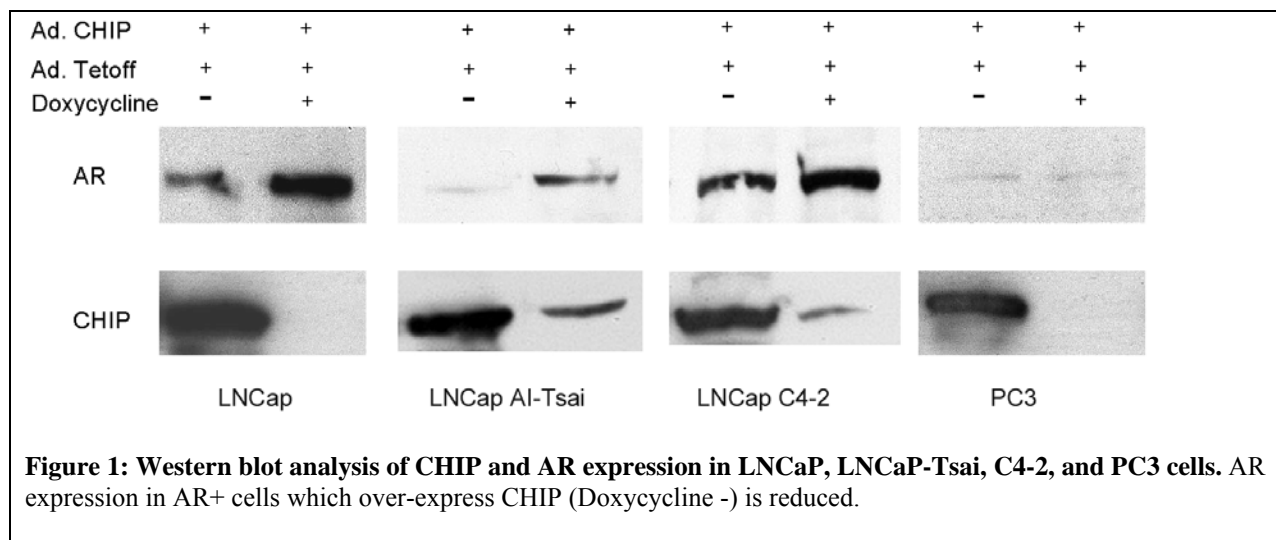 Ad. CHIP + + + + + + + +
Ad. Tetoff + + + + + + + +
Doxycycline - + - + - + - +
AR
CHIP
LNCap LNCap AI-Tsai LNCap C4-2 PC3
Figure 1: Western blot analysis of CHIP and AR expression in LNCaP, LNCaP-Tsai, C4-2, and PC3 cells. AR
expression in AR+ cells which over-express CHIP (Doxycycline -) is reduced.